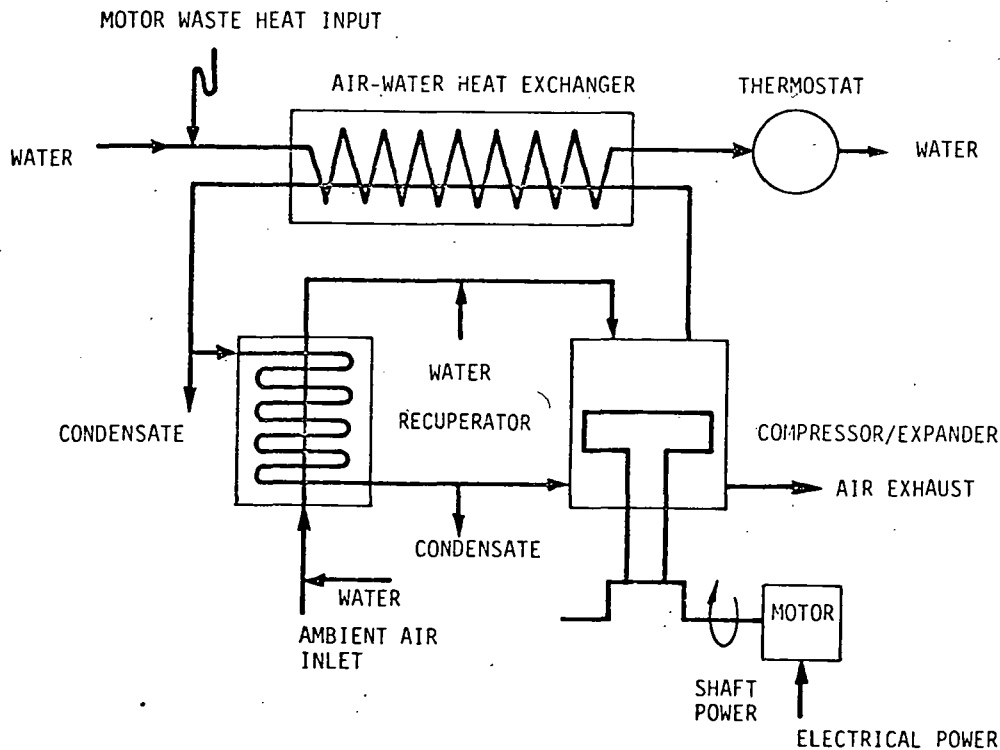 MOTOR WASTE HEAT INPUT
AIR-WATER HEAT EXCHANGER
THERMOSTAT
WATER
WATER
WATER
RECUPERATOR
CONDENSATE
COMPRESSOR/EXPANDER
AIR EXHAUST
CONDENSATE
WATER
AMBIENT AIR
INLET
MOTOR
SHAFT
POWER
ELECTRICAL POWER